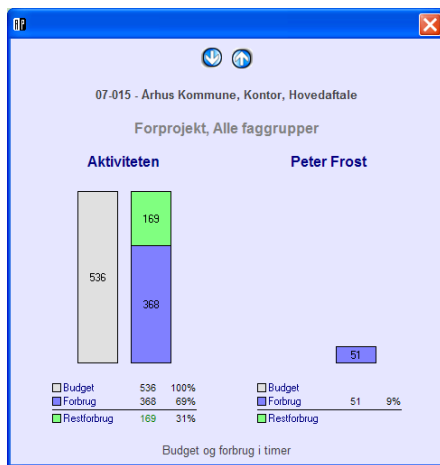 07-015 - Århus Kommune, Kontor, Hovedaftale
Forprojekt, Alle faggrupper
Aktiviteten
Peter Frost
169
536
368
51
Budget 536 100%
Forbrug 368 69%
Restforbrug 169 31%
Budget
Forbrug 51 9%
Restforbrug
Budget og forbrug i timer